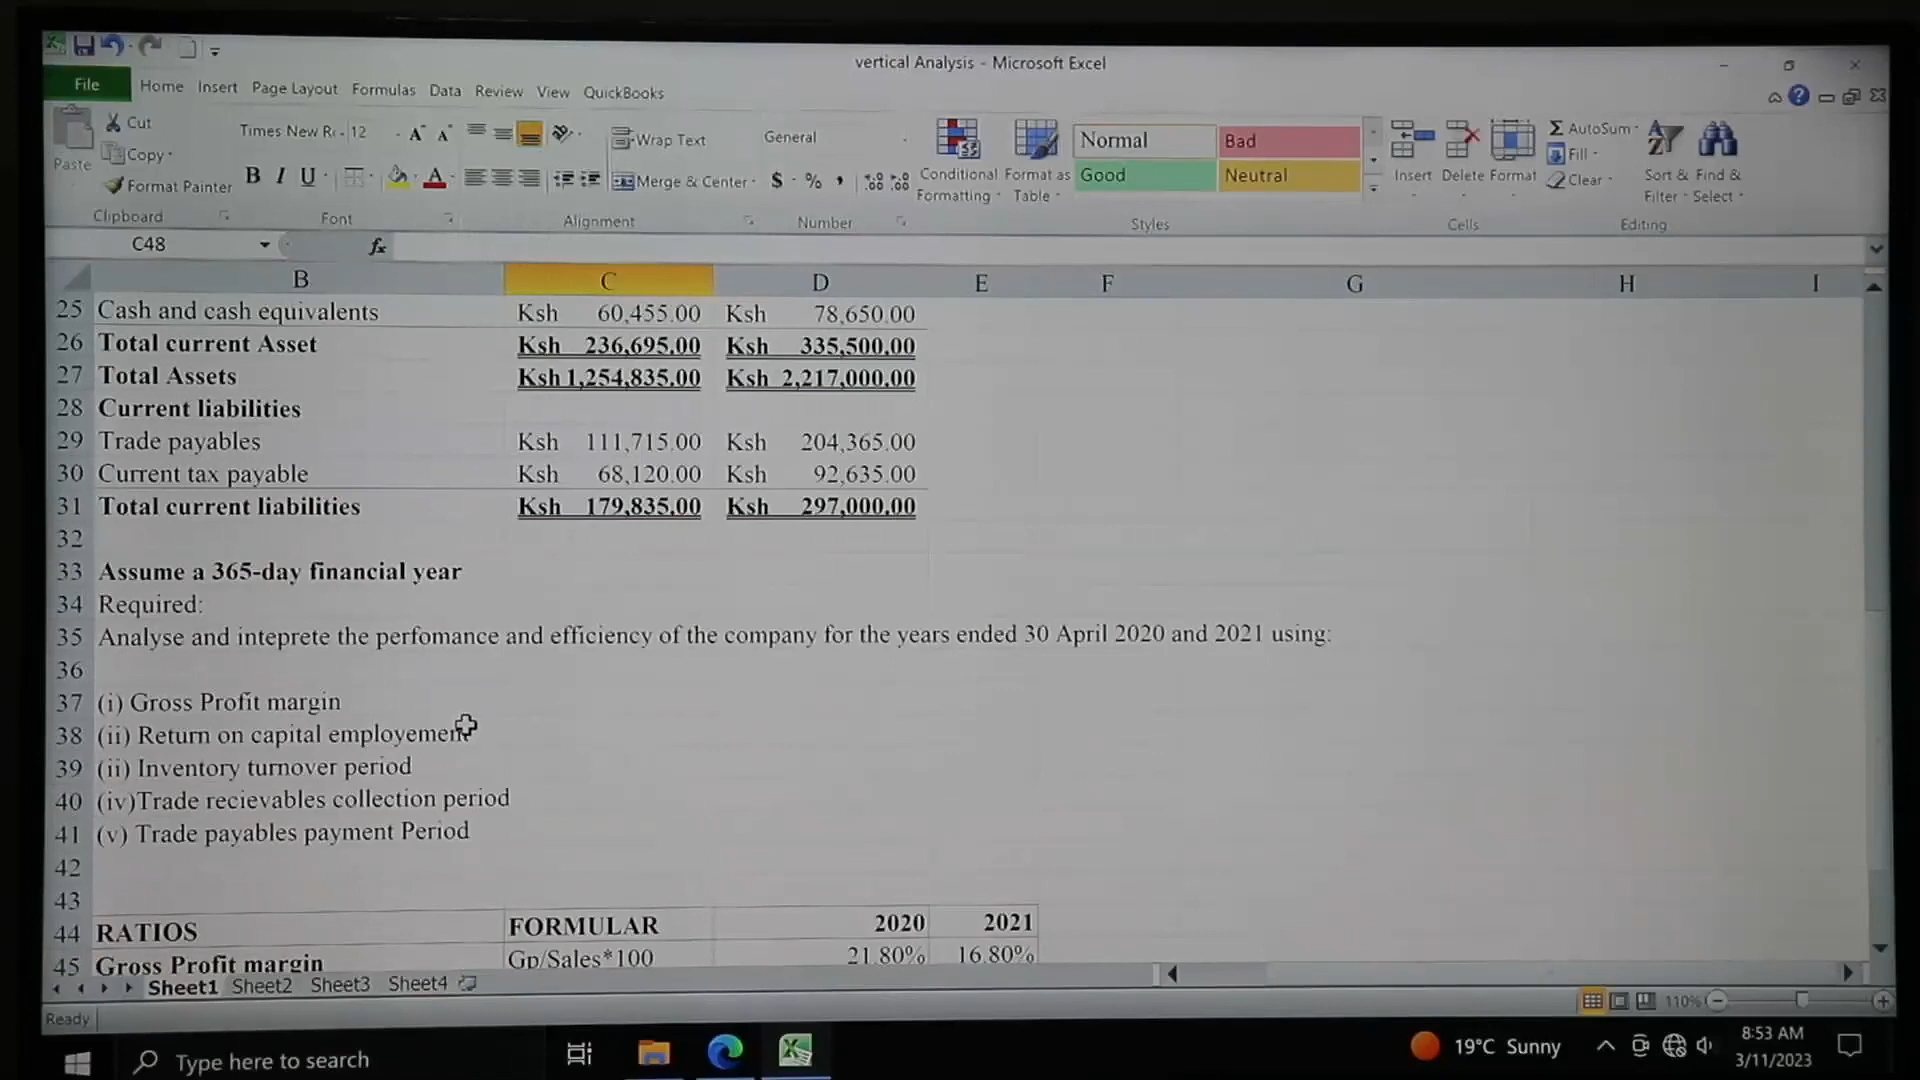 vertical Analysis - Microsoft Excel
File Home Insert Page Layout Formulas Data Review View QuickBooks
Cut
Copy
Paste
Format Painter
Times New R 12
B I U
Wrap Text
Merge & Center
General
$ %
Conditional Formatting
Format as Table
Normal Bad
Good Neutral
Insert Delete Format
AutoSum
Fill
Clear
Sort & Filter
Find & Select
Clipboard Font Alignment Number Styles Cells Editing
C48 fx
B C D E F G H I
25 Cash and cash equivalents Ksh 60,455.00 Ksh 78,650.00
26 Total current Asset Ksh 236,695.00 Ksh 335,500.00
27 Total Assets Ksh 1,254,835.00 Ksh 2,217,000.00
28 Current liabilities
29 Trade payables Ksh 111,715.00 Ksh 204,365.00
30 Current tax payable Ksh 68,120.00 Ksh 92,635.00
31 Total current liabilities Ksh 179,835.00 Ksh 297,000.00
32
33 Assume a 365-day financial year
34 Required:
35 Analyse and inteprete the perfomance and efficiency of the company for the years ended 30 April 2020 and 2021 using:
36
37 (i) Gross Profit margin
38 (ii) Return on capital employement
39 (ii) Inventory turnover period
40 (iv)Trade recievables collection period
41 (v) Trade payables payment Period
42
43
44 RATIOS FORMULAR 2020 2021
45 Gross Profit margin Gp/Sales*100 21.80% 16.80%
Sheet1 Sheet2 Sheet3 Sheet4
Ready 110%
Type here to search 19°C Sunny 8:53 AM
3/11/2023